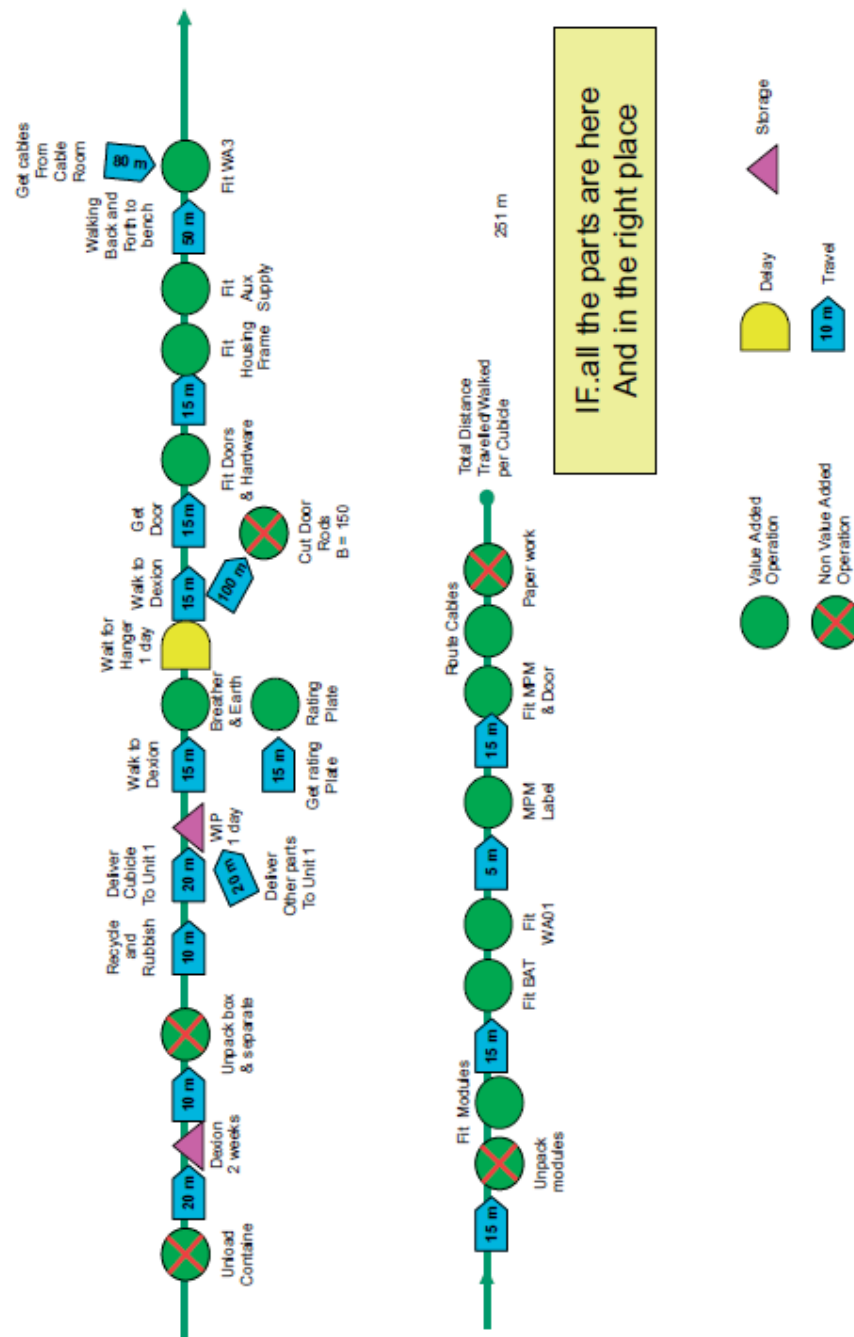 Unload
Containe
20 m
Dexion
2 weeks
10 m
Unpack box
& separate
Recycle
and
Rubbish
10 m
Deliver
Cubicle
To Unit 1
20 m
20 m
Deliver
Other parts
To Unit 1
WIP
1 day
Walk to
Dexion
15 m
Breather
& Earth
15 m
Get rating
Plate
Rating
Plate
Wait for
Hanger
1 day
Walk to
Dexion
15 m
100 m
Cut Door
Rods
B = 150
Get
Door
15 m
Fit Doors
& Hardware
15 m
Fit
Housing
Frame
Fit
Aux
Supply
Walking
Back and
Forth to
bench
50 m
Get cables
From
Cable
Room
80 m
Fit WA3
15 m
Unpack
modules
Fit Modules
15 m
Fit BAT
Fit
WA01
5 m
MPM
Label
15 m
Fit MPM
& Door
Route Cables
Paper work
Total Distance
Travelled/Walked
per Cubicle
251 m
IF..all the parts are here
And in the right place
Value Added
Operation
Non Value Added
Operation
Delay
10 m
Travel
Storage